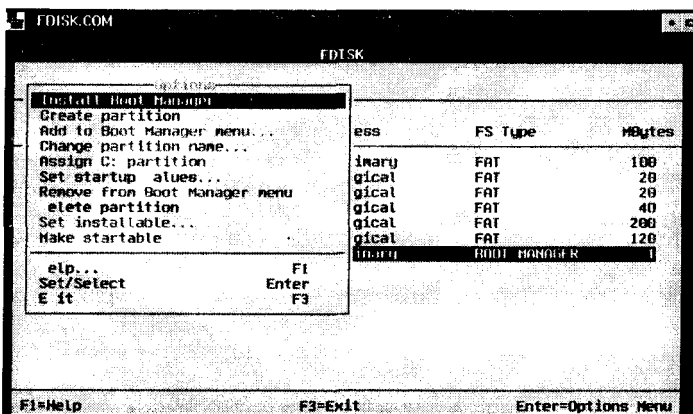 FDISK.COM
FDISK
Options
Install Boot Manager
Create partition
Add to Boot Manager menu...
Change partition name...
Assign C: partition
Set startup alues...
Remove from Boot Manager menu
elete partition
Set installable...
Make startable
elp... F1
Set/Select Enter
E it F3
ess FS Type MBytes
imary FAT 100
gical FAT 20
gical FAT 20
gical FAT 40
gical FAT 200
gical FAT 120
imary BOOT MANAGER 1
F1=Help F3=Exit Enter=Options Menu